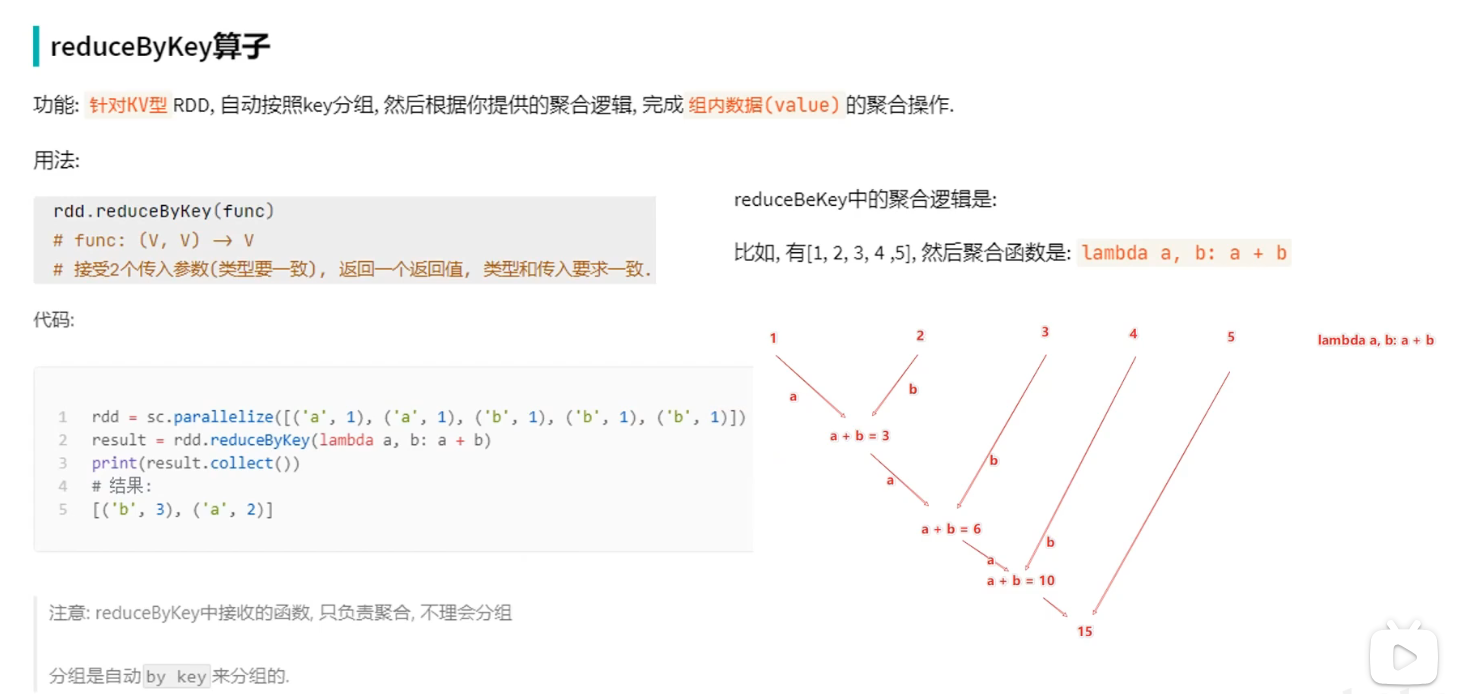 reduceByKey算子
功能: 针对KV型 RDD, 自动按照key分组, 然后根据你提供的聚合逻辑, 完成 组内数据(value) 的聚合操作.
用法:
rdd.reduceByKey(func)
# func: (V, V) → V
# 接受2个传入参数(类型要一致), 返回一个返回值, 类型和传入要求一致.
代码:
1 rdd = sc.parallelize([('a', 1), ('a', 1), ('b', 1), ('b', 1), ('b', 1)])
2 result = rdd.reduceByKey(lambda a, b: a + b)
3 print(result.collect())
4 # 结果:
5 [('b', 3), ('a', 2)]
注意: reduceByKey中接收的函数, 只负责聚合, 不理会分组
分组是自动 by key 来分组的.
reduceBeKey中的聚合逻辑是:
比如, 有[1, 2, 3, 4 ,5], 然后聚合函数是: lambda a, b: a + b
1 2 3 4 5 lambda a, b: a + b
a b
a + b = 3
a b
a + b = 6
a b
a + b = 10
15